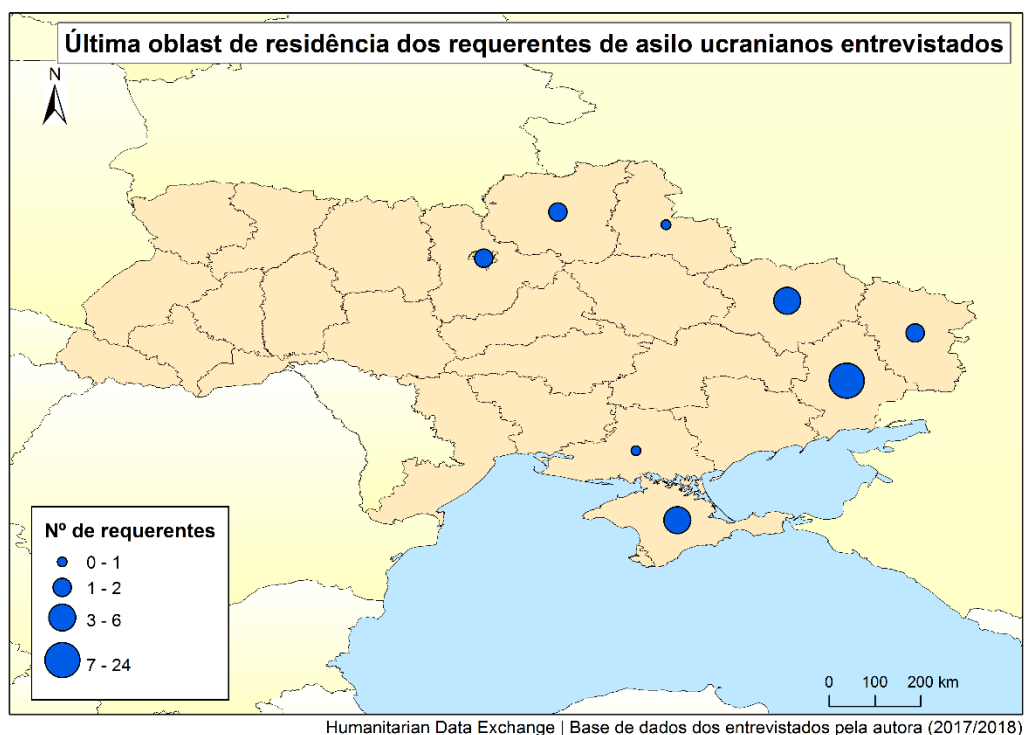 Última oblast de residência dos requerentes de asilo ucranianos entrevistados
N
Nº de requerentes
0 - 1
1 - 2
3 - 6
7 - 24
0 100 200 km
Humanitarian Data Exchange | Base de dados dos entrevistados pela autora (2017/2018)